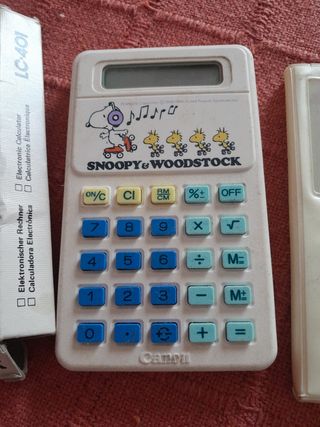 LC-401
□ Electronic Calculator
□ Calculatrice Électronique
□ Elektronischer Rechner
□ Calculadora Electrónica
SNOOPY & WOODSTOCK
ON/C CI RM CM %± OFF
7 8 9 × √
4 5 6 ÷ M=
1 2 3 − M±
0 · + =
Canon